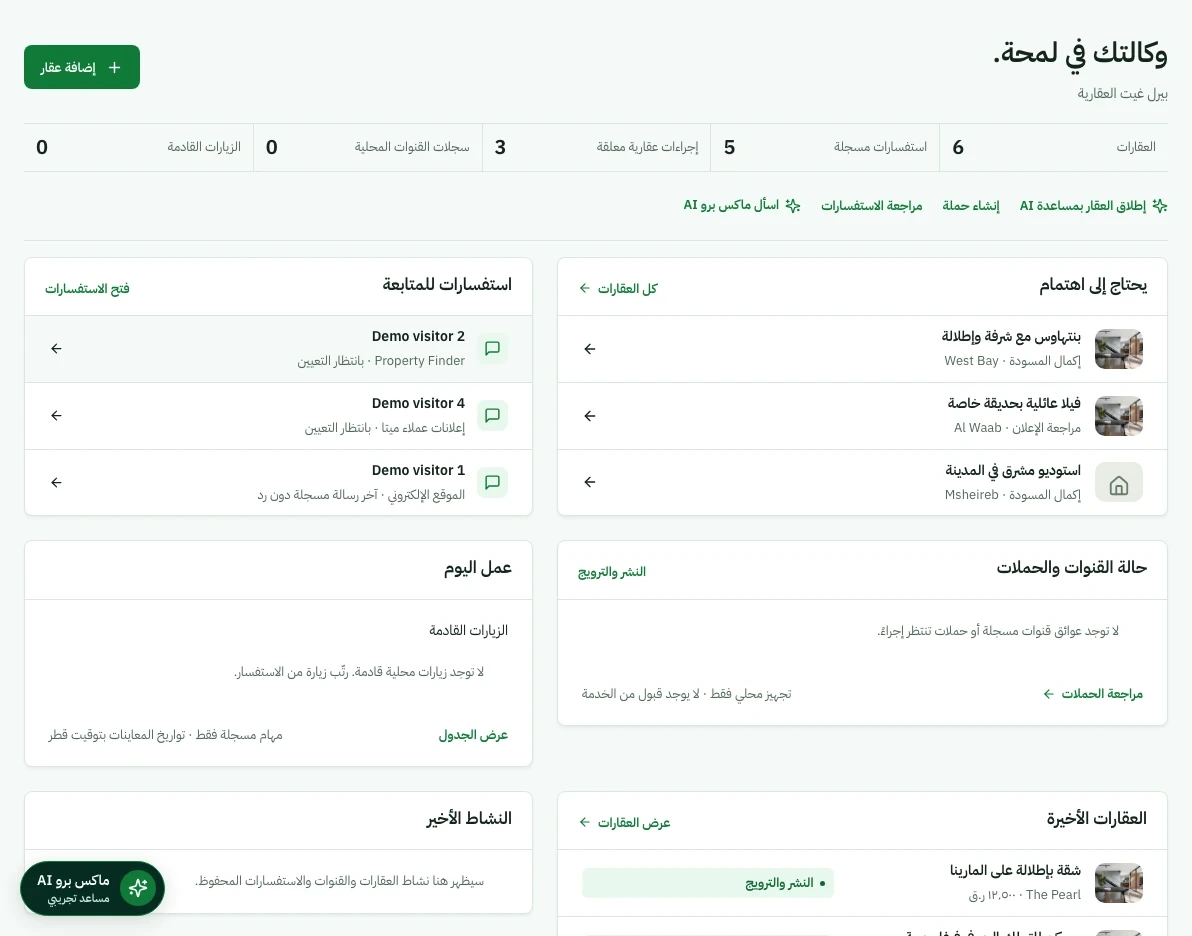 وكالتك في لمحة.
بيرل غيت العقارية
إضافة عقار
العقارات 6
استفسارات مسجلة 5
إجراءات عقارية معلقة 3
سجلات القنوات المحلية 0
الزيارات القادمة 0
إطلاق العقار بمساعدة AI
إنشاء حملة
مراجعة الاستفسارات
اسأل ماكس برو AI
يحتاج إلى اهتمام
كل العقارات ←
بنتهاوس مع شرفة وإطلالة
إكمال المسودة · West Bay
فيلا عائلية بحديقة خاصة
مراجعة الإعلان · Al Waab
استوديو مشرق في المدينة
إكمال المسودة · Msheireb
استفسارات للمتابعة
فتح الاستفسارات
Demo visitor 2
Property Finder · بانتظار التعيين
Demo visitor 4
إعلانات عملاء ميتا · بانتظار التعيين
Demo visitor 1
الموقع الإلكتروني · آخر رسالة مسجلة دون رد
حالة القنوات والحملات
النشر والترويج
لا توجد عوائق قنوات مسجلة أو حملات تنتظر إجراءً.
مراجعة الحملات ←
تجهيز محلي فقط · لا يوجد قبول من الخدمة
عمل اليوم
الزيارات القادمة
لا توجد زيارات محلية قادمة. رتّب زيارة من الاستفسار.
عرض الجدول
مهام مسجلة فقط · تواريخ المعاينات بتوقيت قطر
العقارات الأخيرة
عرض العقارات ←
شقة بإطلالة على المارينا
The Pearl · ١٢,٥٠٠ ر.ق
النشر والترويج
النشاط الأخير
سيظهر هنا نشاط العقارات والقنوات والاستفسارات المحفوظ.
ماكس برو AI
مساعد تجريبي